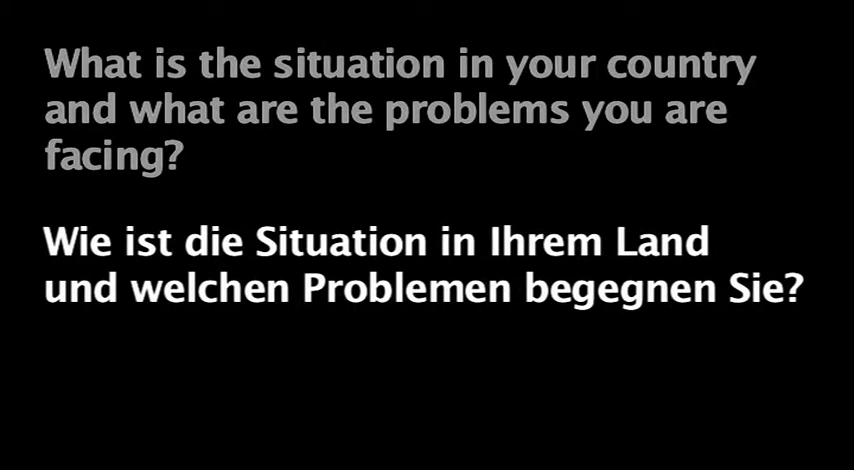 What is the situation in your country
and what are the problems you are
facing?
Wie ist die Situation in Ihrem Land
und welchen Problemen begegnen Sie?